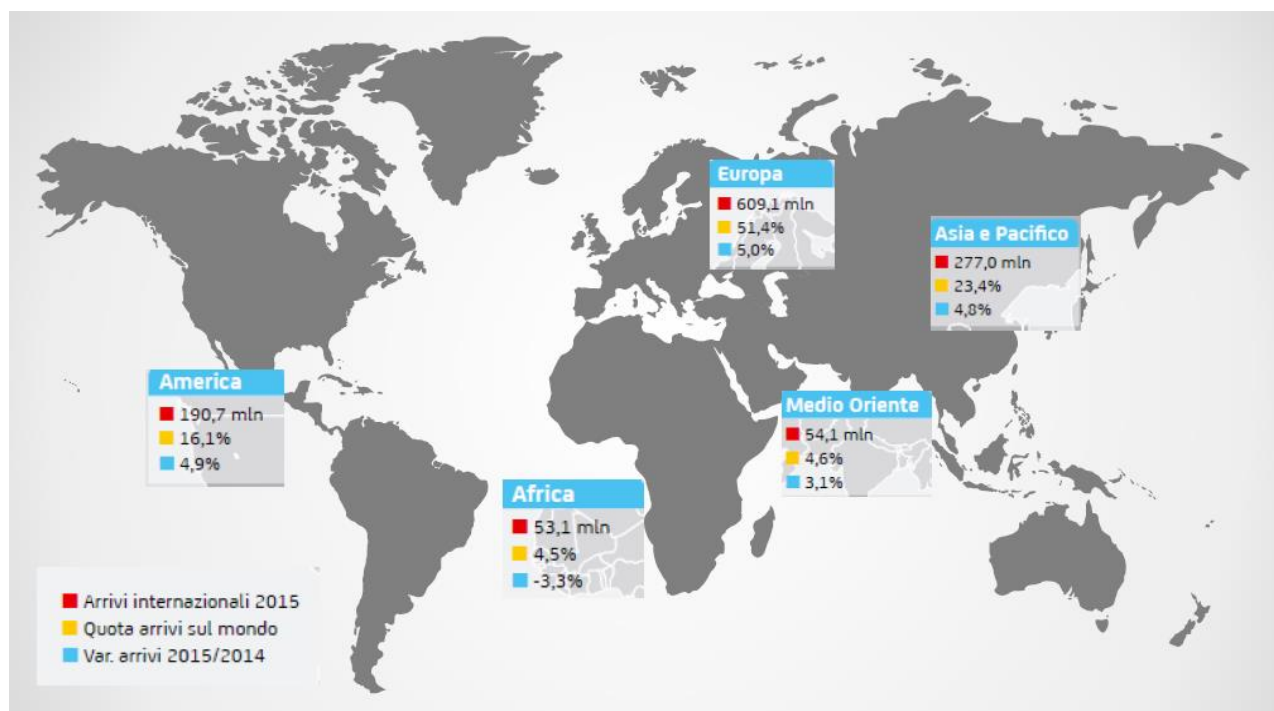 Europa
609,1 mln
51,4%
5,0%
Asia e Pacifico
277,0 mln
23,4%
4,8%
America
190,7 mln
16,1%
4,9%
Medio Oriente
54,1 mln
4,6%
3,1%
Africa
53,1 mln
4,5%
-3,3%
Arrivi internazionali 2015
Quota arrivi sul mondo
Var. arrivi 2015/2014